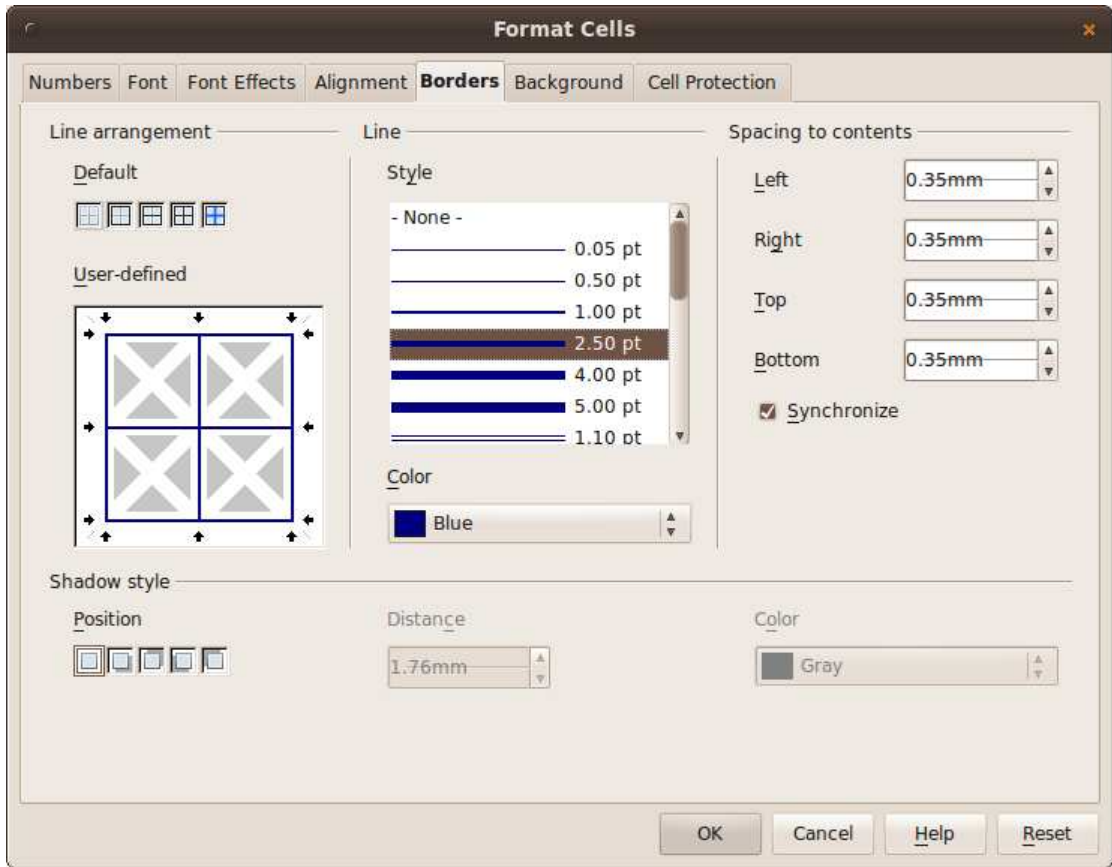 Format Cells
Numbers Font Font Effects Alignment Borders Background Cell Protection
Line arrangement
Default
User-defined
Line
Style
- None -
0.05 pt
0.50 pt
1.00 pt
2.50 pt
4.00 pt
5.00 pt
1.10 pt
Color
Blue
Spacing to contents
Left 0.35mm
Right 0.35mm
Top 0.35mm
Bottom 0.35mm
Synchronize
Shadow style
Position
Distance
1.76mm
Color
Gray
OK Cancel Help Reset